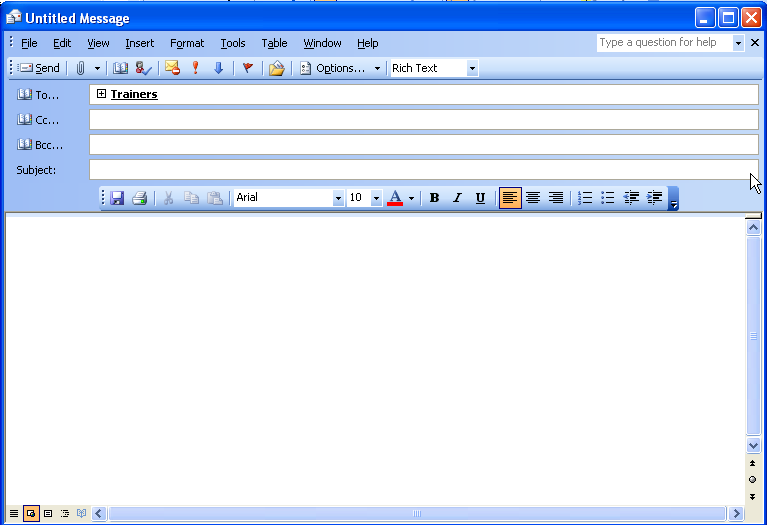 Untitled Message
File Edit View Insert Format Tools Table Window Help Type a question for help
Send Options... Rich Text
To... Trainers
Cc...
Bcc...
Subject:
Arial 10 A B I U